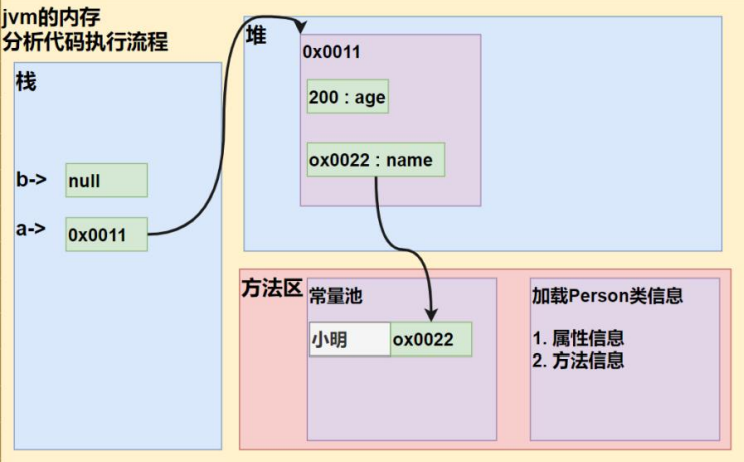 jvm的内存
分析代码执行流程
栈
b->
null
a->
0x0011
堆
0x0011
200 : age
ox0022 : name
方法区
常量池
小明
ox0022
加载Person类信息
1. 属性信息
2. 方法信息